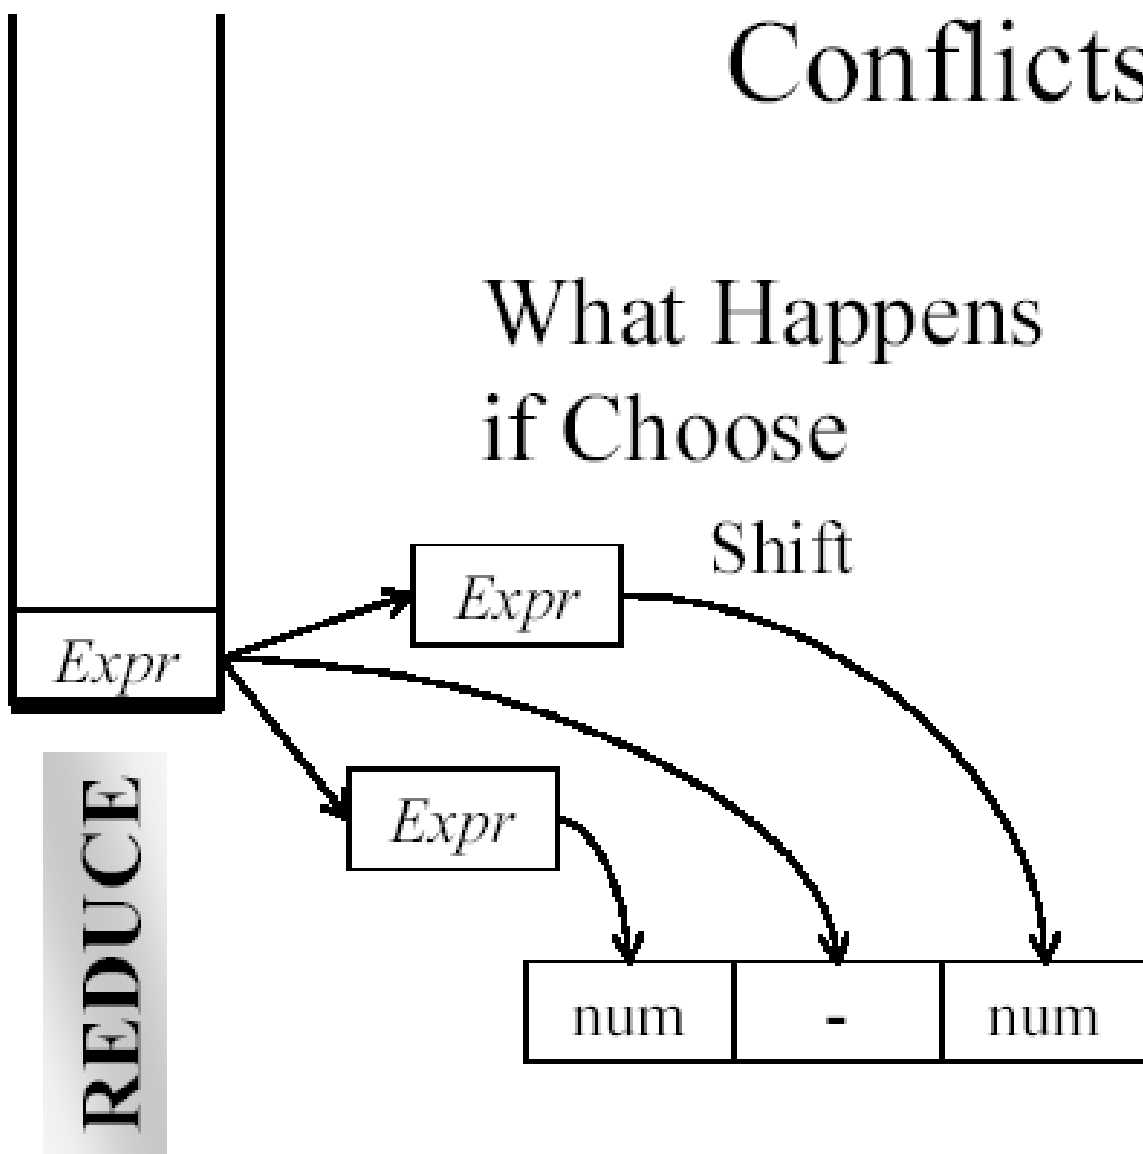 Conflicts
What Happens
if Choose
Shift
Expr
Expr
Expr
num - num
REDUCE